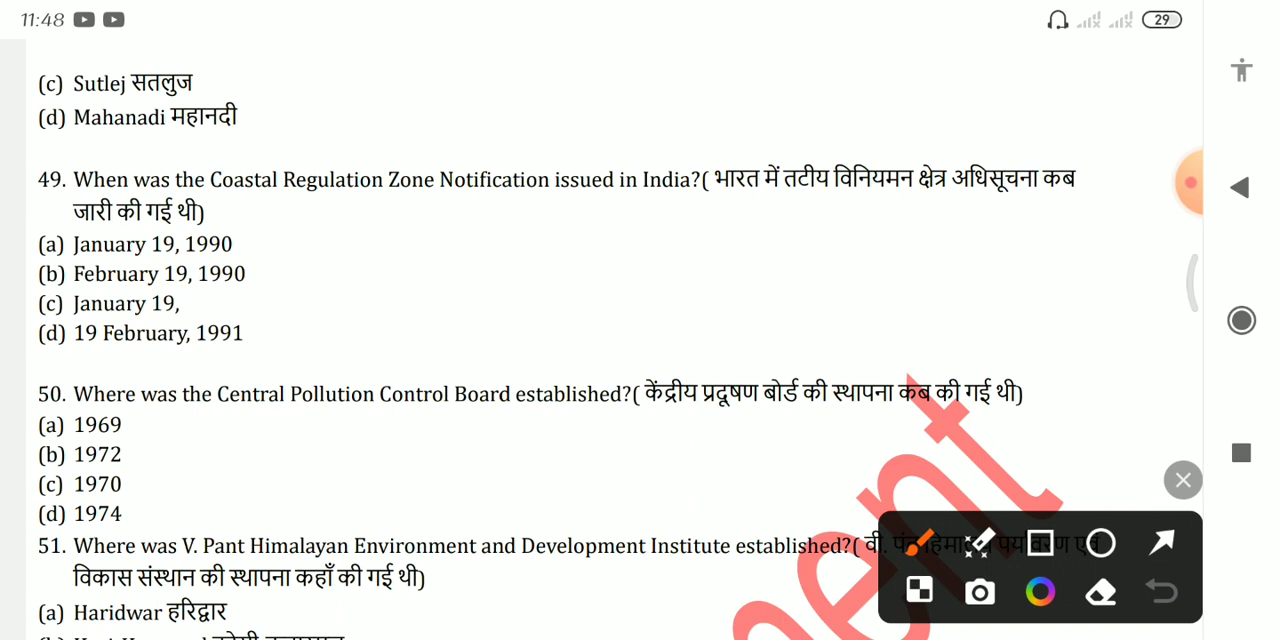 11:48
29
(c) Sutlej सतलुज
(d) Mahanadi महानदी
49. When was the Coastal Regulation Zone Notification issued in India?( भारत में तटीय विनियमन क्षेत्र अधिसूचना कब
जारी की गई थी)
(a) January 19, 1990
(b) February 19, 1990
(c) January 19,
(d) 19 February, 1991
50. Where was the Central Pollution Control Board established?( केंद्रीय प्रदूषण बोर्ड की स्थापना कब की गई थी)
(a) 1969
(b) 1972
(c) 1970
(d) 1974
51. Where was V. Pant Himalayan Environment and Development Institute established?( वी. पंत
विकास संस्थान की स्थापना कहाँ की गई थी)
(a) Haridwar हरिद्वार